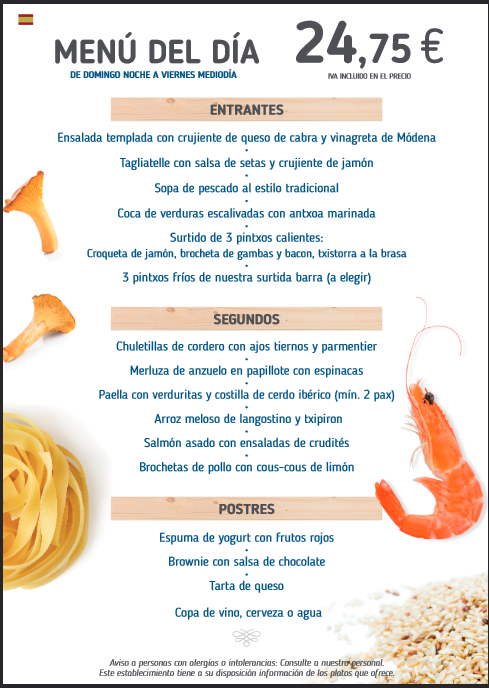 MENÚ DEL DÍA
24,75 €
DE DOMINGO NOCHE A VIERNES MEDIODÍA
IVA INCLUIDO EN EL PRECIO
ENTRANTES
Ensalada templada con crujiente de queso de cabra y vinagreta de Módena
Tagliatelle con salsa de setas y crujiente de jamón
Sopa de pescado al estilo tradicional
Coca de verduras escalivadas con antxoa marinada
Surtido de 3 pintxos calientes:
Croqueta de jamón, brocheta de gambas y bacon, txistorra a la brasa
3 pintxos fríos de nuestra surtida barra (a elegir)
SEGUNDOS
Chuletillas de cordero con ajos tiernos y parmentier
Merluza de anzuelo en papillote con espinacas
Paella con verduritas y costilla de cerdo ibérico (mín. 2 pax)
Arroz meloso de langostino y txipiron
Salmón asado con ensaladas de crudités
Brochetas de pollo con cous-cous de limón
POSTRES
Espuma de yogurt con frutos rojos
Brownie con salsa de chocolate
Tarta de queso
Copa de vino, cerveza o agua
Aviso a personas con alergias o intolerancias: Consulte a nuestro personal.
Este establecimiento tiene a su disposición información de los platos que ofrece.